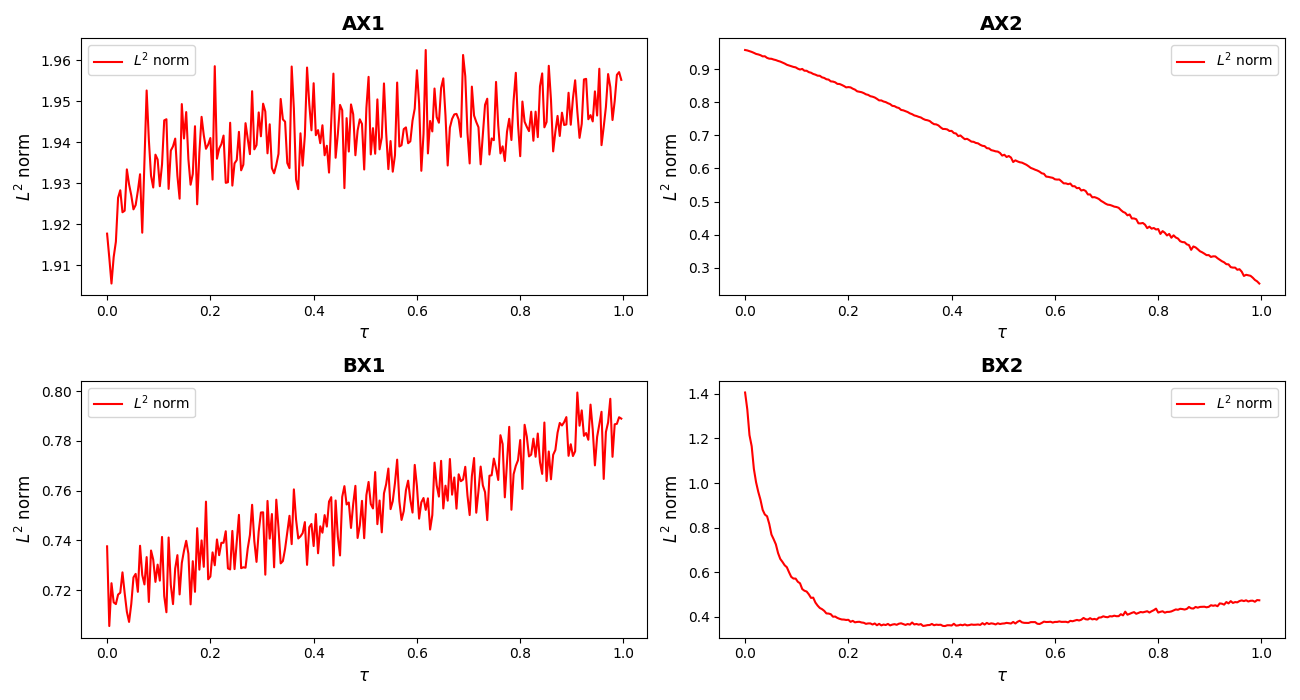 AX1
L² norm
1.96
1.95
1.94
1.93
1.92
1.91
L² norm
0.0 0.2 0.4 0.6 0.8 1.0
τ
AX2
L² norm
0.9
0.8
0.7
0.6
0.5
0.4
0.3
L² norm
0.0 0.2 0.4 0.6 0.8 1.0
τ
BX1
L² norm
0.80
0.78
0.76
0.74
0.72
L² norm
0.0 0.2 0.4 0.6 0.8 1.0
τ
BX2
L² norm
1.4
1.2
1.0
0.8
0.6
0.4
L² norm
0.0 0.2 0.4 0.6 0.8 1.0
τ